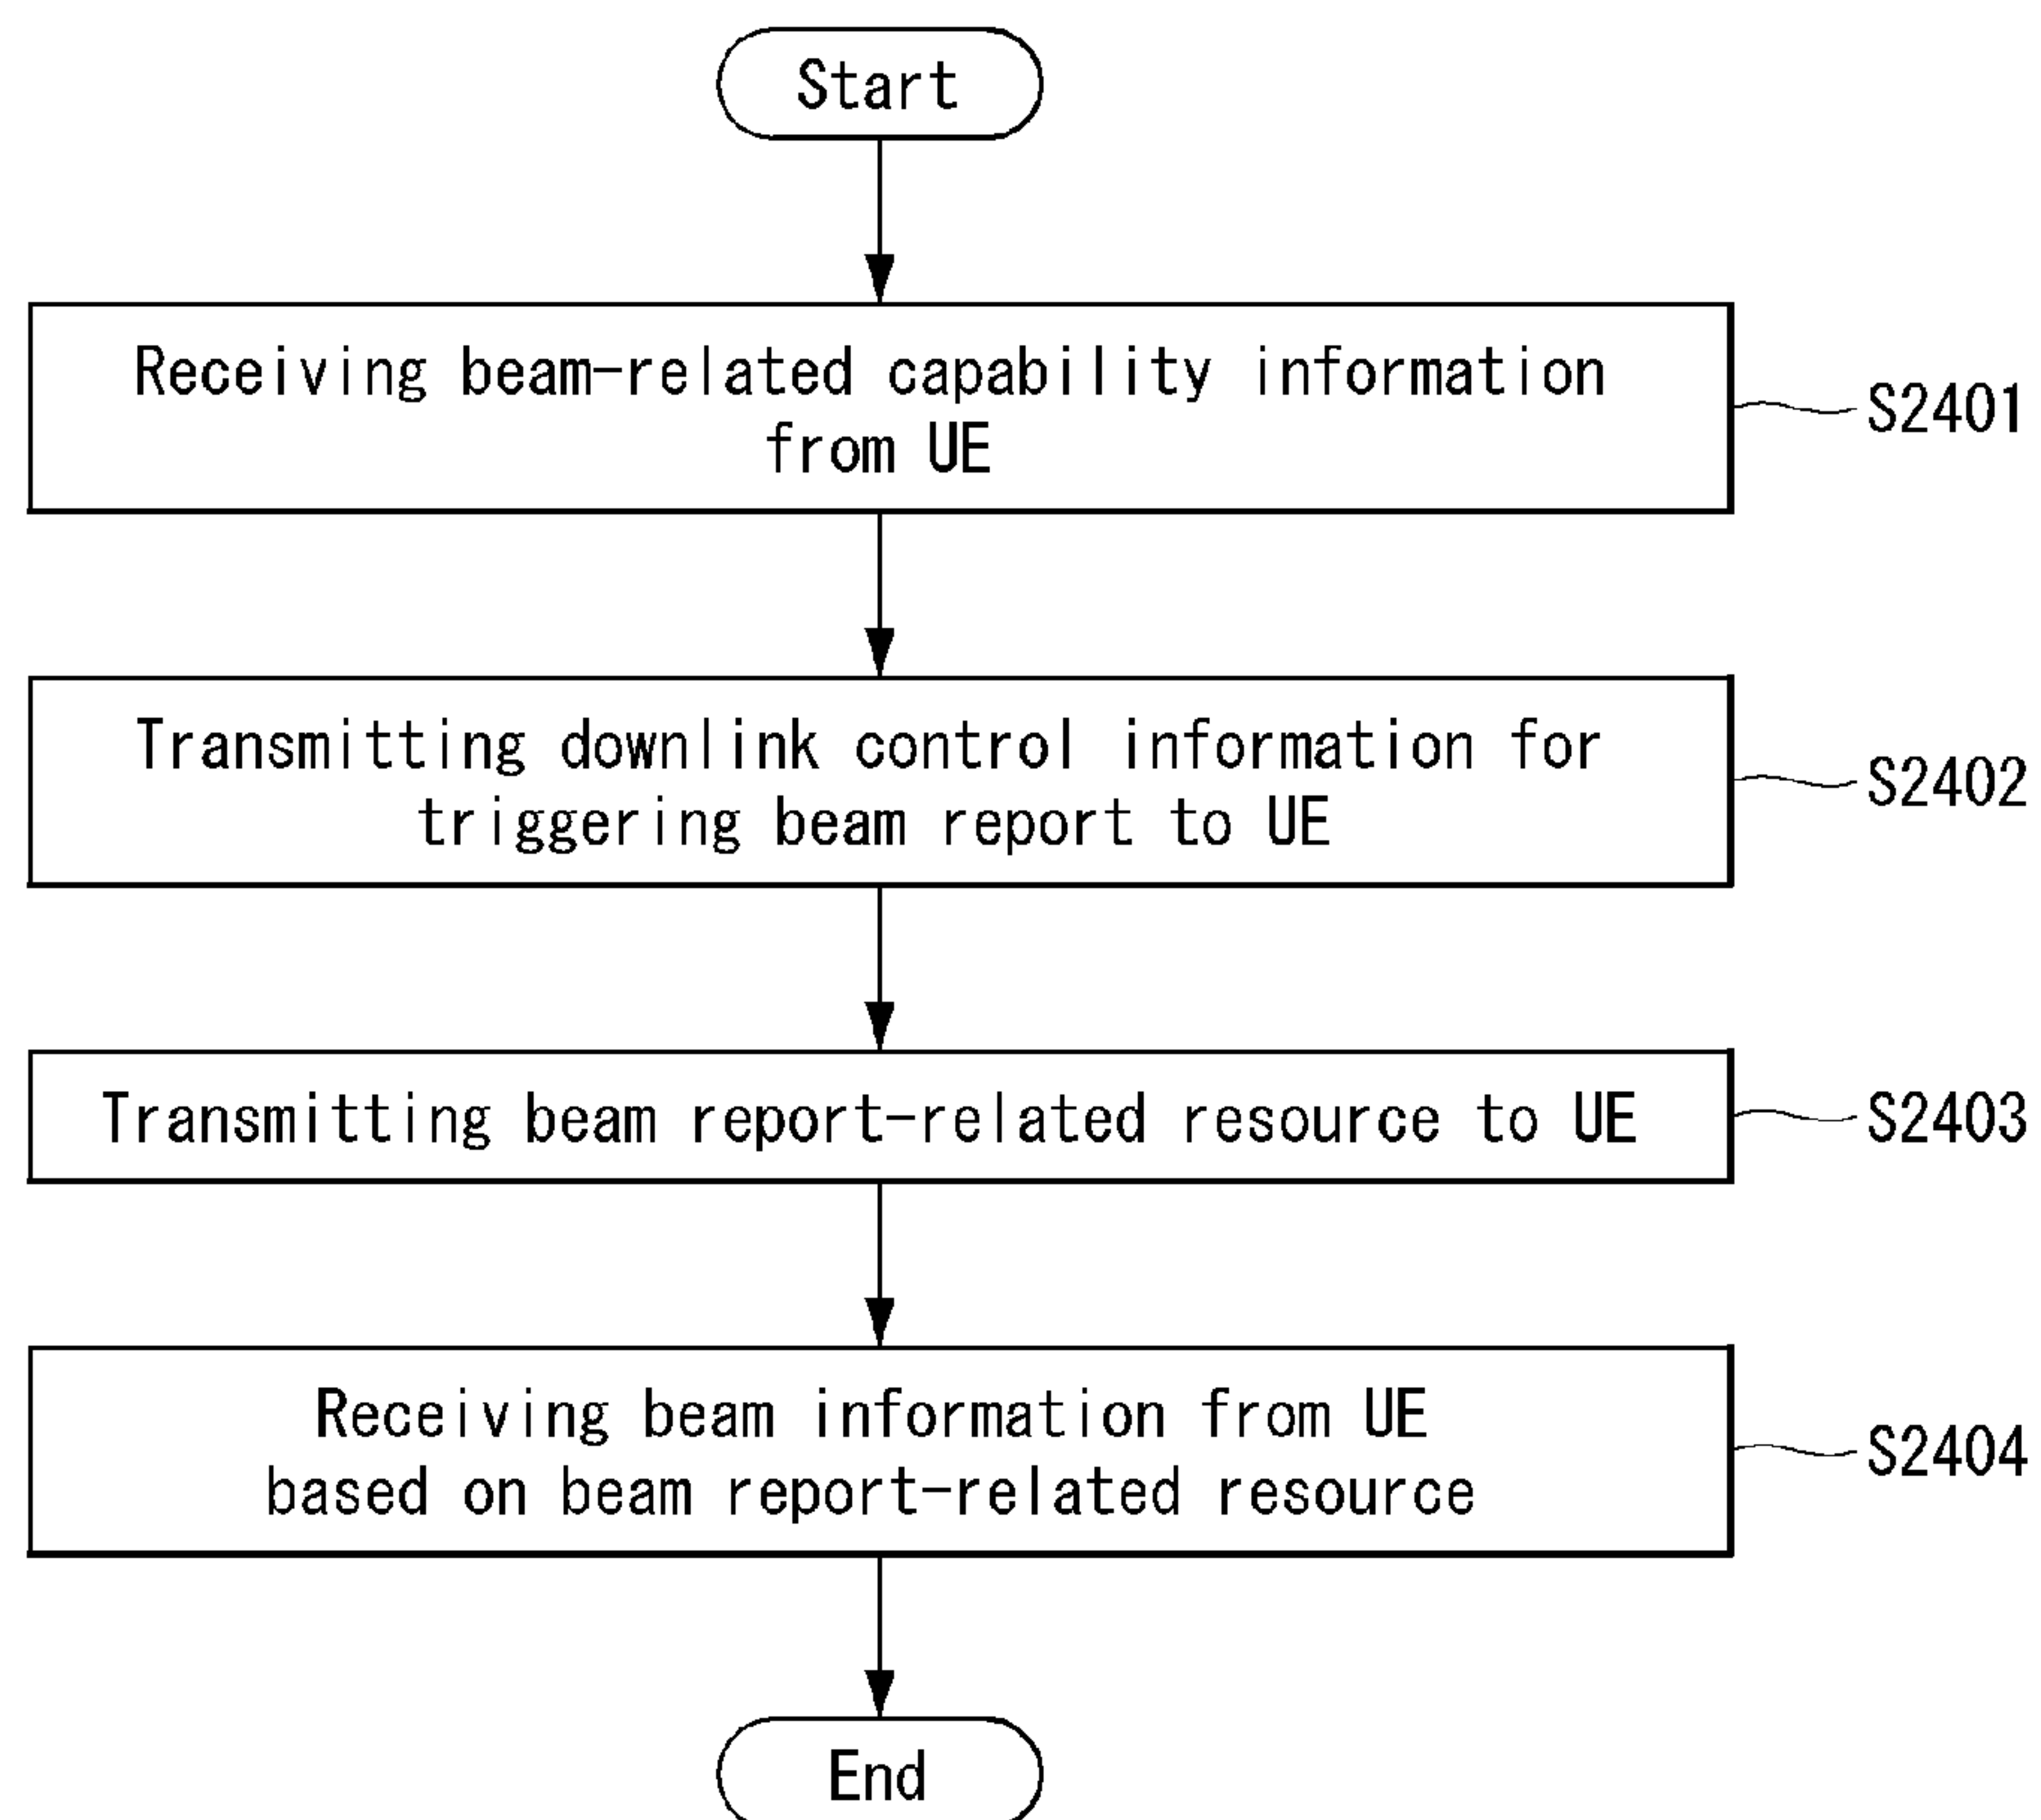 Start
Receiving beam-related capability information
from UE
S2401
Transmitting downlink control information for
triggering beam report to UE
S2402
Transmitting beam report-related resource to UE
S2403
Receiving beam information from UE
based on beam report-related resource
S2404
End